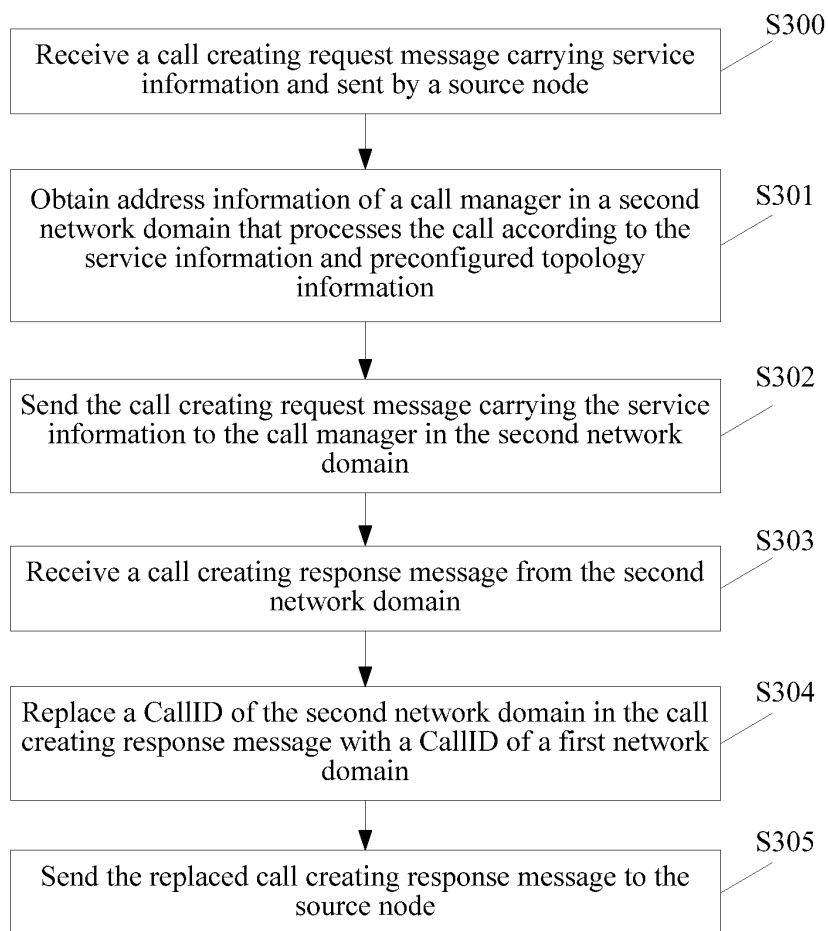 S300
Receive a call creating request message carrying service
information and sent by a source node
S301
Obtain address information of a call manager in a second
network domain that processes the call according to the
service information and preconfigured topology
information
S302
Send the call creating request message carrying the service
information to the call manager in the second network
domain
S303
Receive a call creating response message from the second
network domain
S304
Replace a CallID of the second network domain in the call
creating response message with a CallID of a first network
domain
S305
Send the replaced call creating response message to the
source node